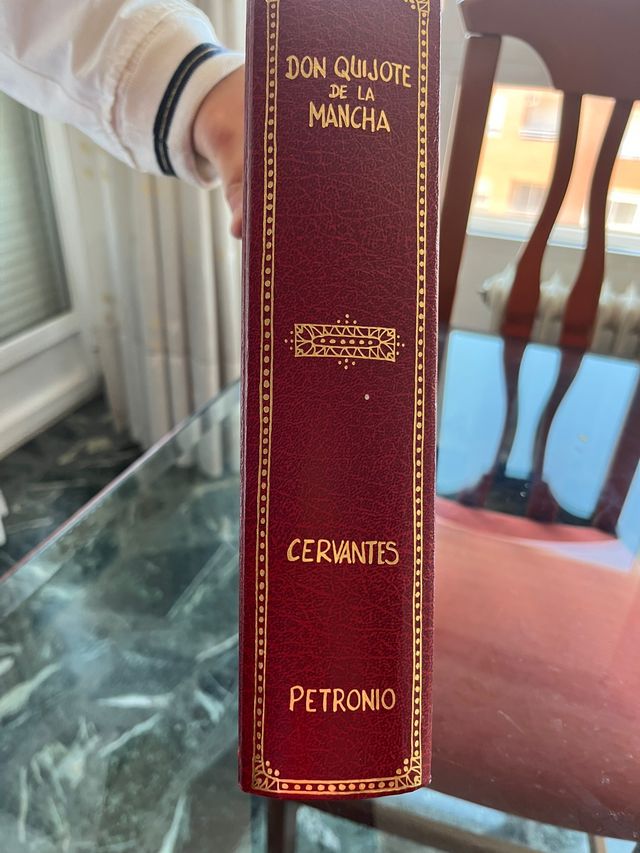 DON QUIJOTE
DE LA
MANCHA
CERVANTES
PETRONIO